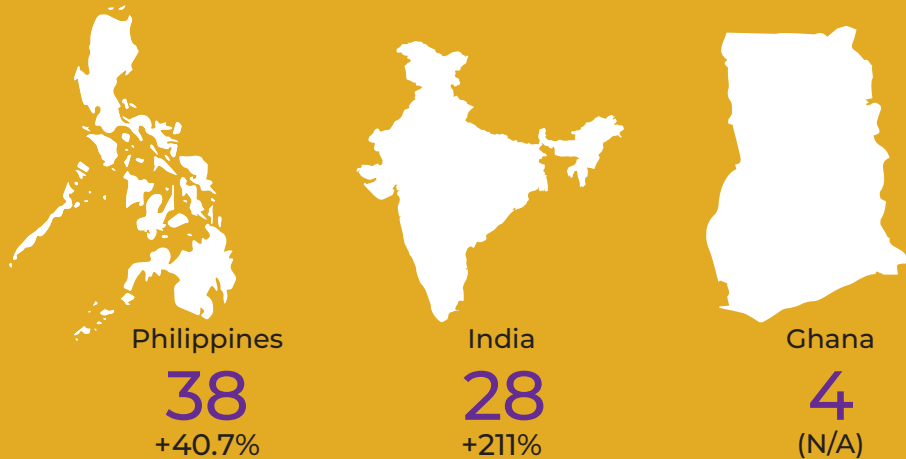 Philippines
38
+40.7%
India
28
+211%
Ghana
4
(N/A)